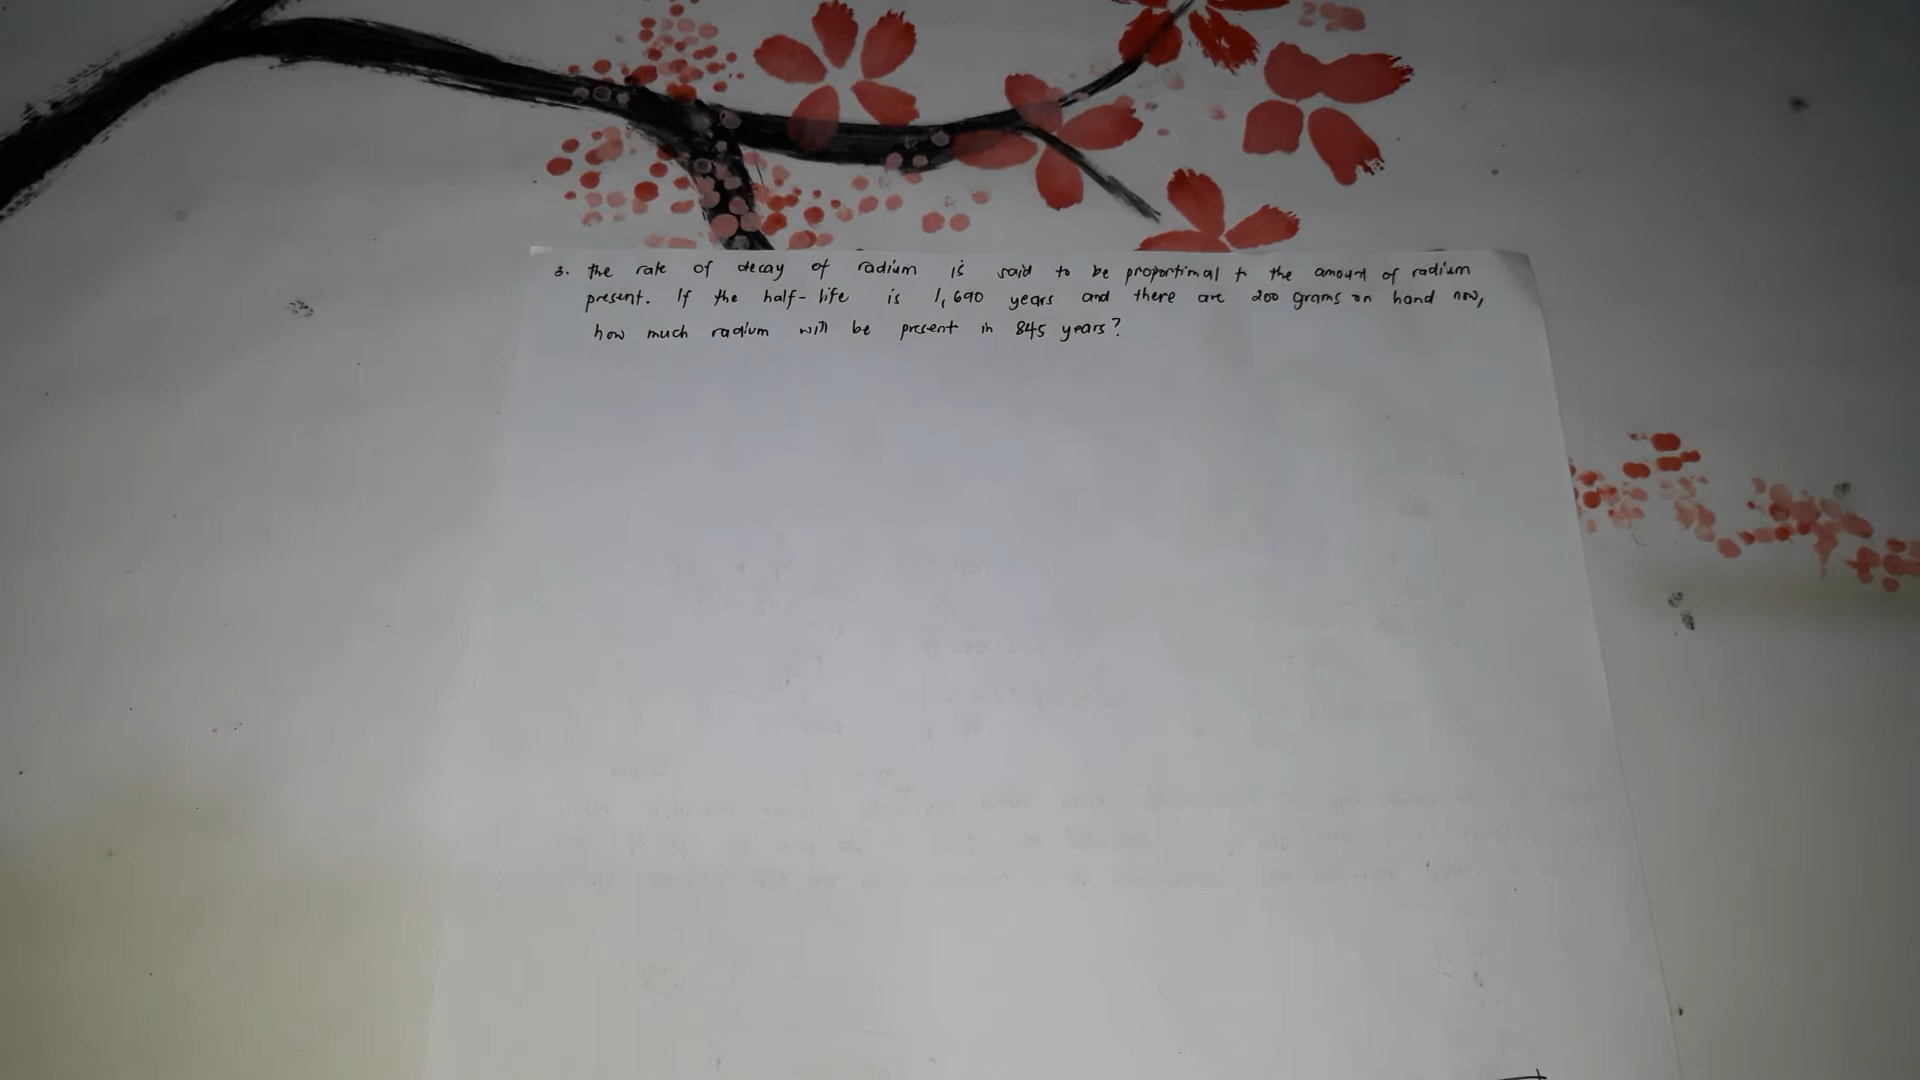 3. the rate of decay of radium is said to be proportional to the amount of radium
present. If the half-life is 1,690 years and there are 200 grams on hand now,
how much radium will be present in 845 years?